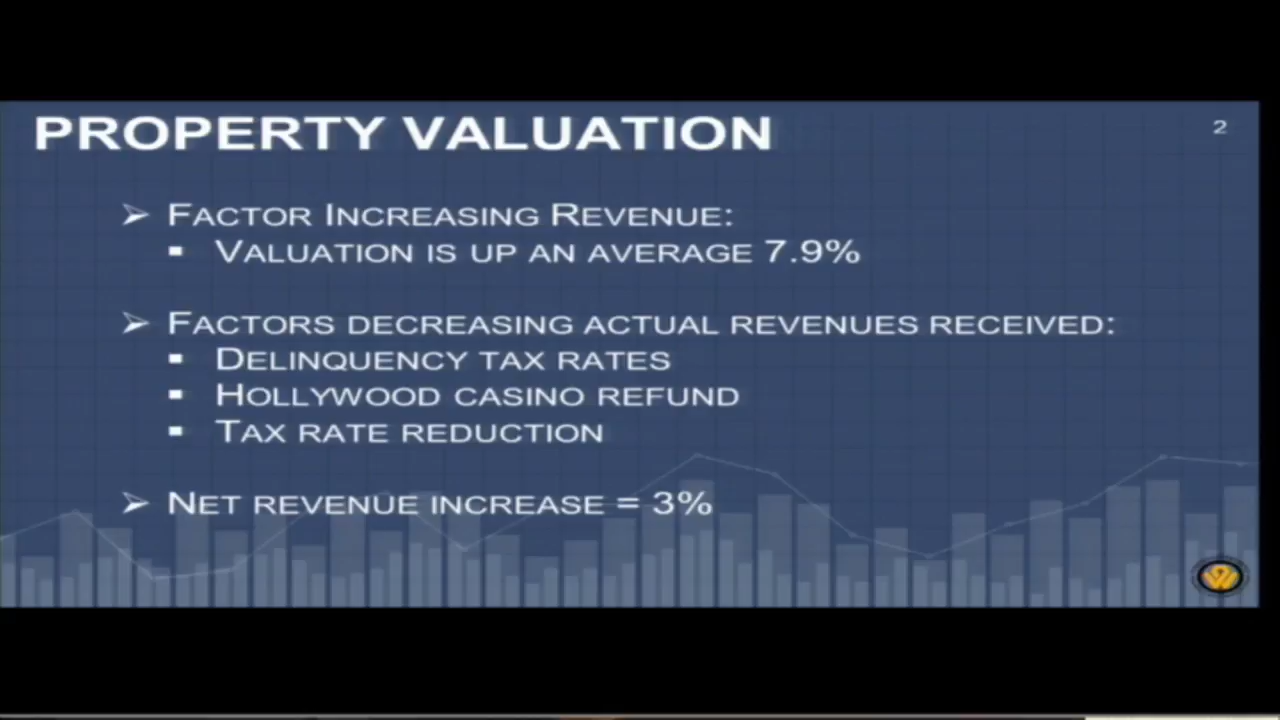 PROPERTY VALUATION
2
➢ FACTOR INCREASING REVENUE:
▪ VALUATION IS UP AN AVERAGE 7.9%
➢ FACTORS DECREASING ACTUAL REVENUES RECEIVED:
▪ DELINQUENCY TAX RATES
▪ HOLLYWOOD CASINO REFUND
▪ TAX RATE REDUCTION
➢ NET REVENUE INCREASE = 3%
W